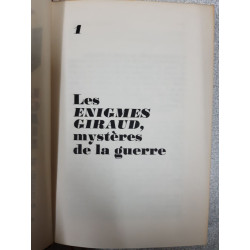 1
Les
ENIGMES
GIRAUD,
mystères
de la guerre